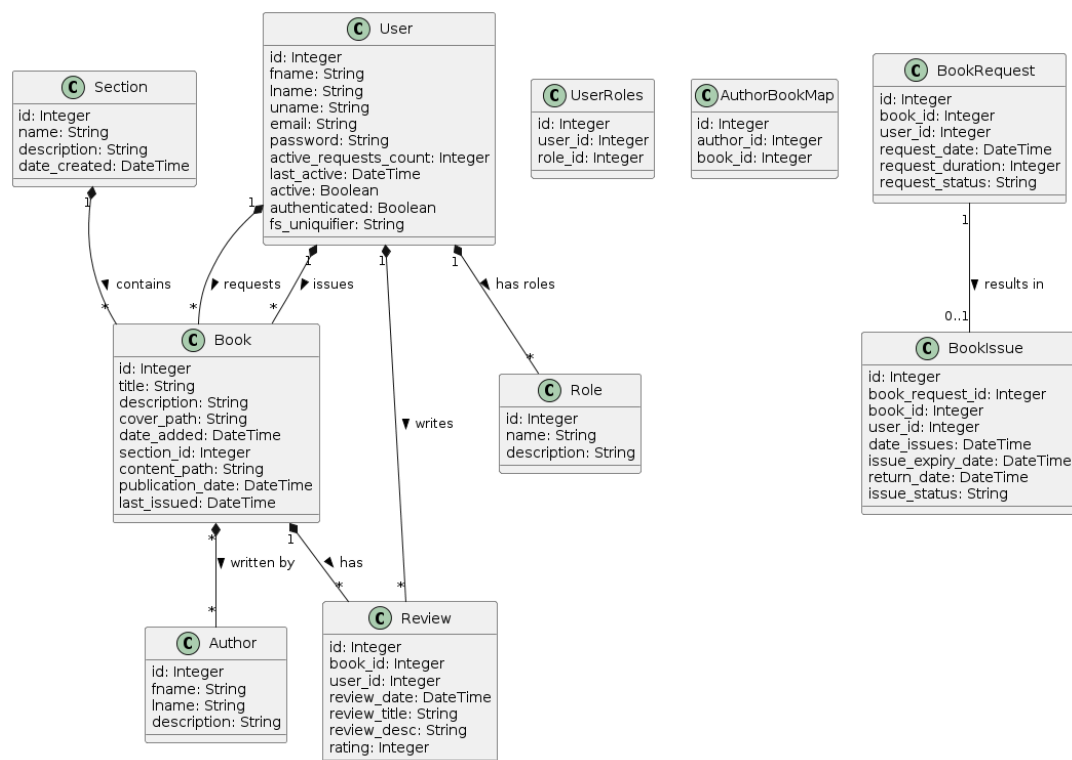 C User
id: Integer
fname: String
lname: String
uname: String
email: String
password: String
active_requests_count: Integer
last_active: DateTime
active: Boolean
authenticated: Boolean
fs_uniquifier: String
C Section
id: Integer
name: String
description: String
date_created: DateTime
C UserRoles
id: Integer
user_id: Integer
role_id: Integer
C AuthorBookMap
id: Integer
author_id: Integer
book_id: Integer
C BookRequest
id: Integer
book_id: Integer
user_id: Integer
request_date: DateTime
request_duration: Integer
request_status: String
1
contains
*
1
requests
*
1
issues
*
1
writes
*
1
has roles
*
1
results in
0..1
C Book
id: Integer
title: String
description: String
cover_path: String
date_added: DateTime
section_id: Integer
content_path: String
publication_date: DateTime
last_issued: DateTime
C Role
id: Integer
name: String
description: String
C BookIssue
id: Integer
book_request_id: Integer
book_id: Integer
user_id: Integer
date_issues: DateTime
issue_expiry_date: DateTime
return_date: DateTime
issue_status: String
*
written by
*
1
has
*
C Author
id: Integer
fname: String
lname: String
description: String
C Review
id: Integer
book_id: Integer
user_id: Integer
review_date: DateTime
review_title: String
review_desc: String
rating: Integer